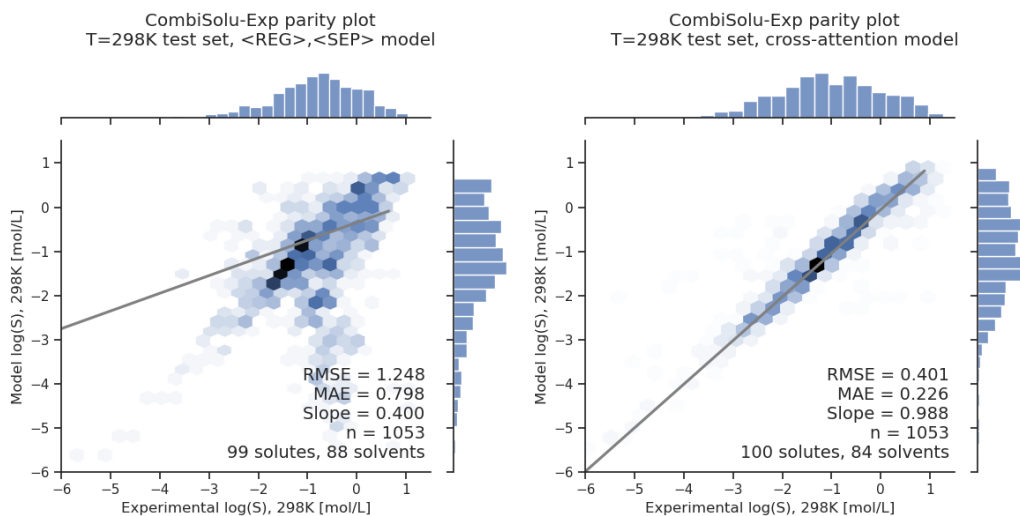 CombiSolu-Exp parity plot
T=298K test set, <REG>,<SEP> model
1
0
−1
−2
−3
−4
−5
−6
Model log(S), 298K [mol/L]
RMSE = 1.248
MAE = 0.798
Slope = 0.400
n = 1053
99 solutes, 88 solvents
−6 −5 −4 −3 −2 −1 0 1
Experimental log(S), 298K [mol/L]
CombiSolu-Exp parity plot
T=298K test set, cross-attention model
1
0
−1
−2
−3
−4
−5
−6
Model log(S), 298K [mol/L]
RMSE = 0.401
MAE = 0.226
Slope = 0.988
n = 1053
100 solutes, 84 solvents
−6 −5 −4 −3 −2 −1 0 1
Experimental log(S), 298K [mol/L]